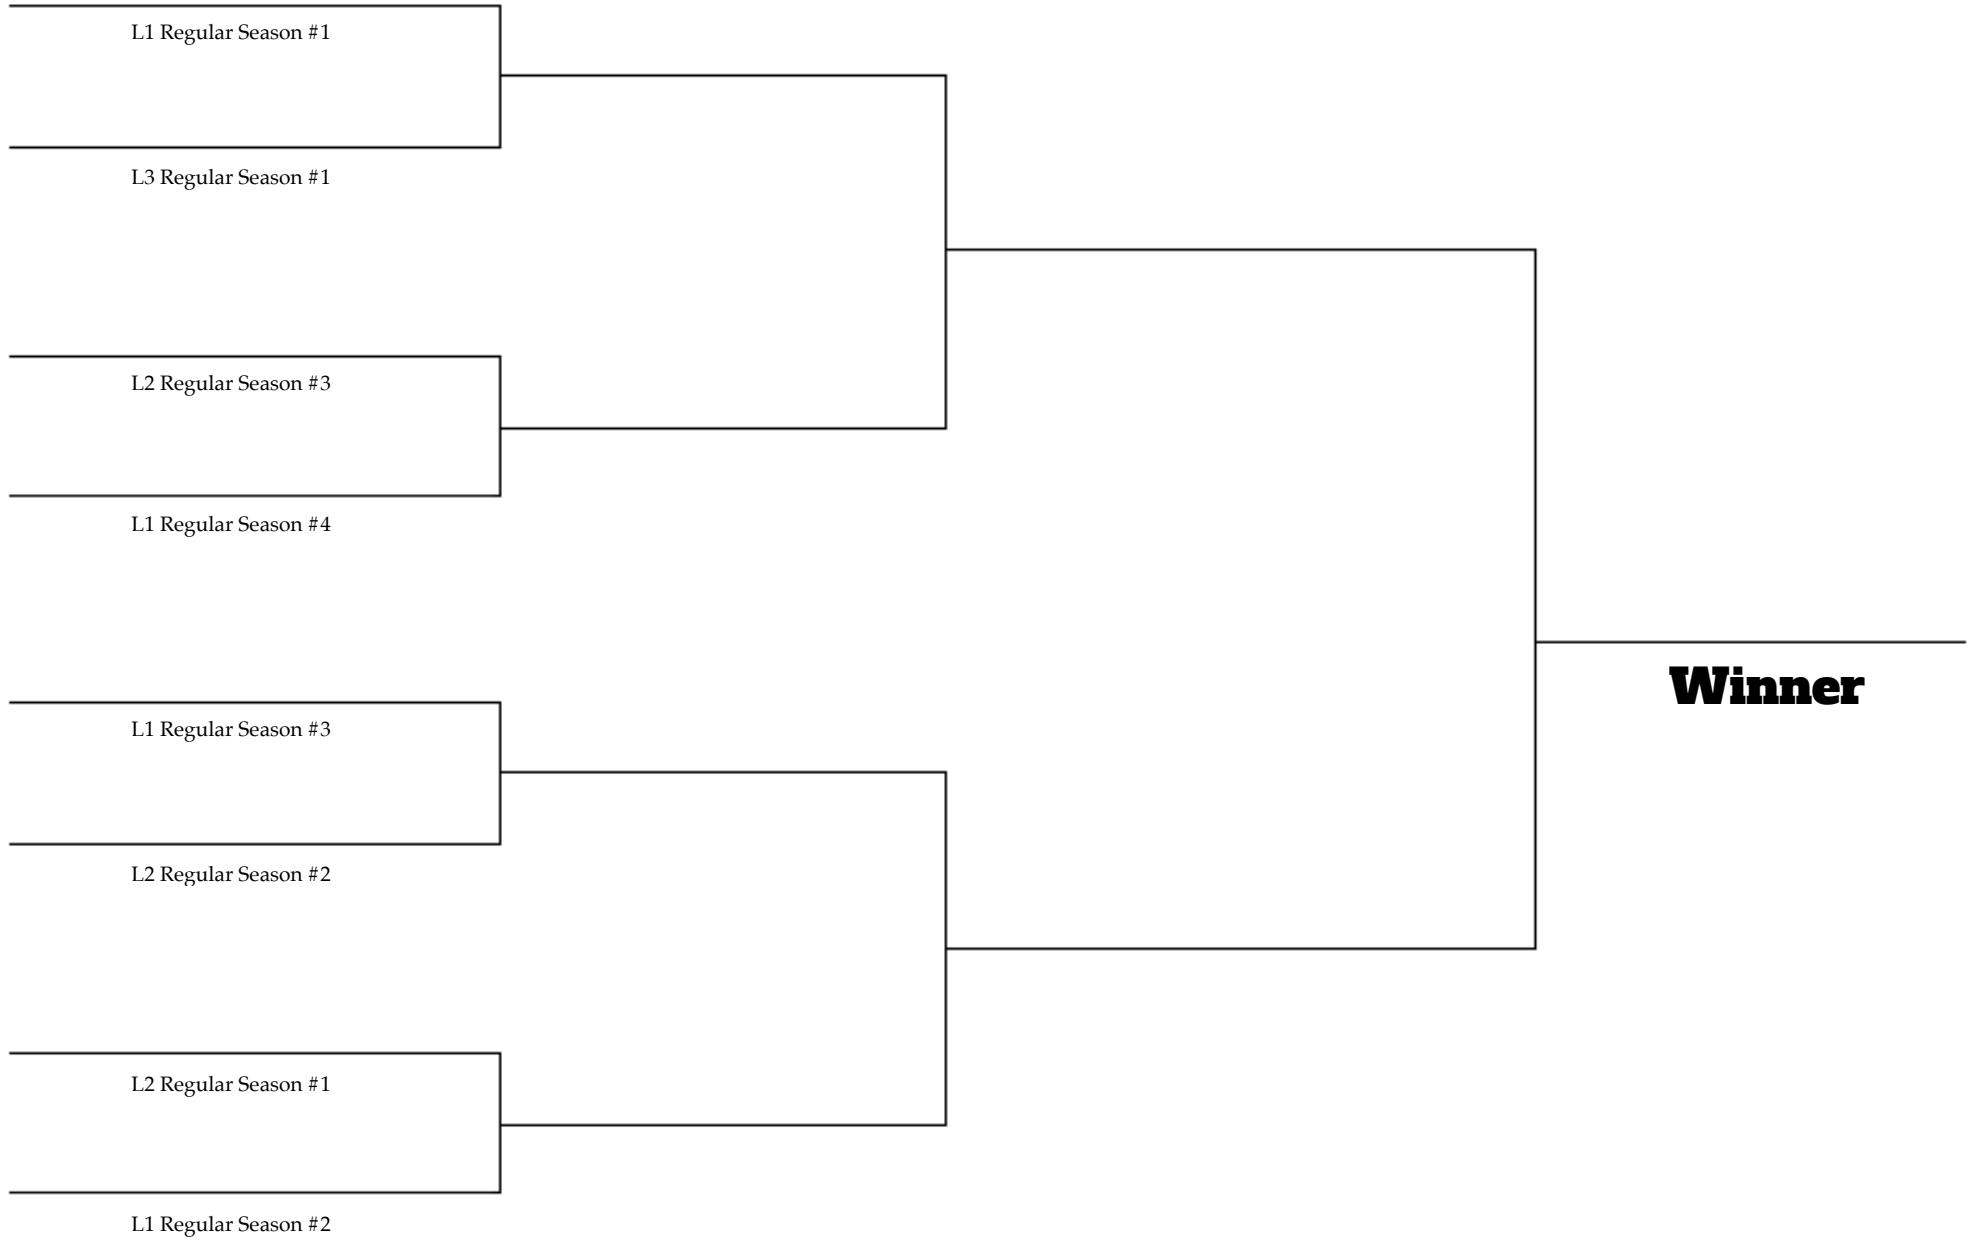 L1 Regular Season #1
L3 Regular Season #1
L2 Regular Season #3
L1 Regular Season #4
Winner
L1 Regular Season #3
L2 Regular Season #2
L2 Regular Season #1
L1 Regular Season #2